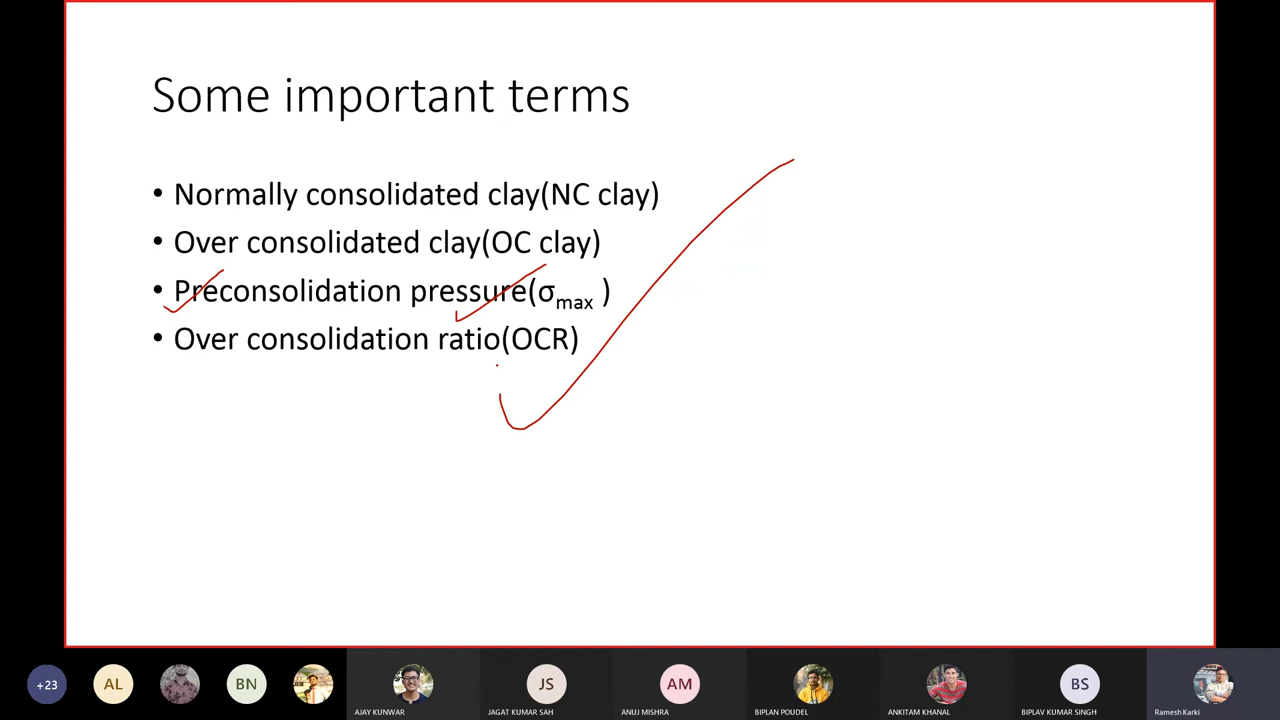 Some important terms
• Normally consolidated clay(NC clay)
• Over consolidated clay(OC clay)
• Preconsolidation pressure(σmax )
• Over consolidation ratio(OCR)
+23
AL
BN
JS
AM
BS
AJAY KUNWAR
JAGAT KUMAR SAH
ANUJ MISHRA
BIPLAN POUDEL
ANKITAM KHANAL
BIPLAV KUMAR SINGH
Ramesh Karki